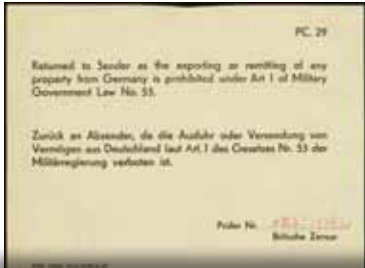 PC. 29
Returned to Sender as the exporting or remitting of any
property from Germany is prohibited under Art 1 of Military
Government Law No. 53.
Zurück an Absender, da die Ausfuhr oder Versendung von
Vermögen aus Deutschland laut Art. 1 des Gesetzes Nr. 53 der
Militärregierung verboten ist.
Prüfer Nr.
Britische Zensur